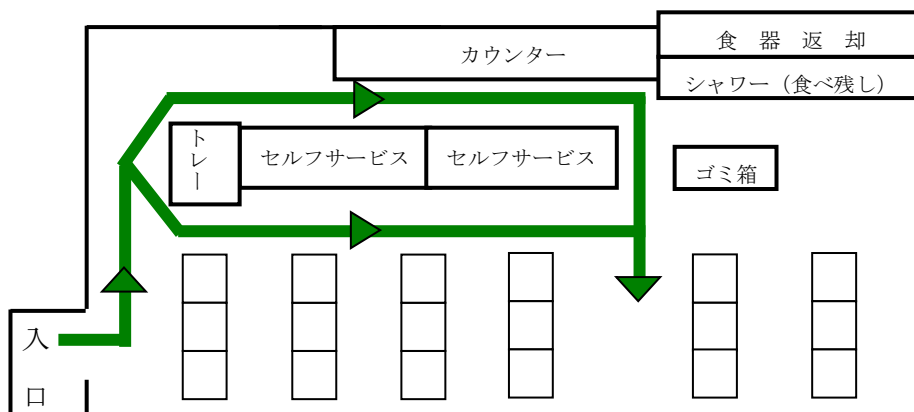 カウンター
食 器 返 却
シャワー（食べ残し）
トレー
セルフサービス
セルフサービス
ゴミ箱
入口